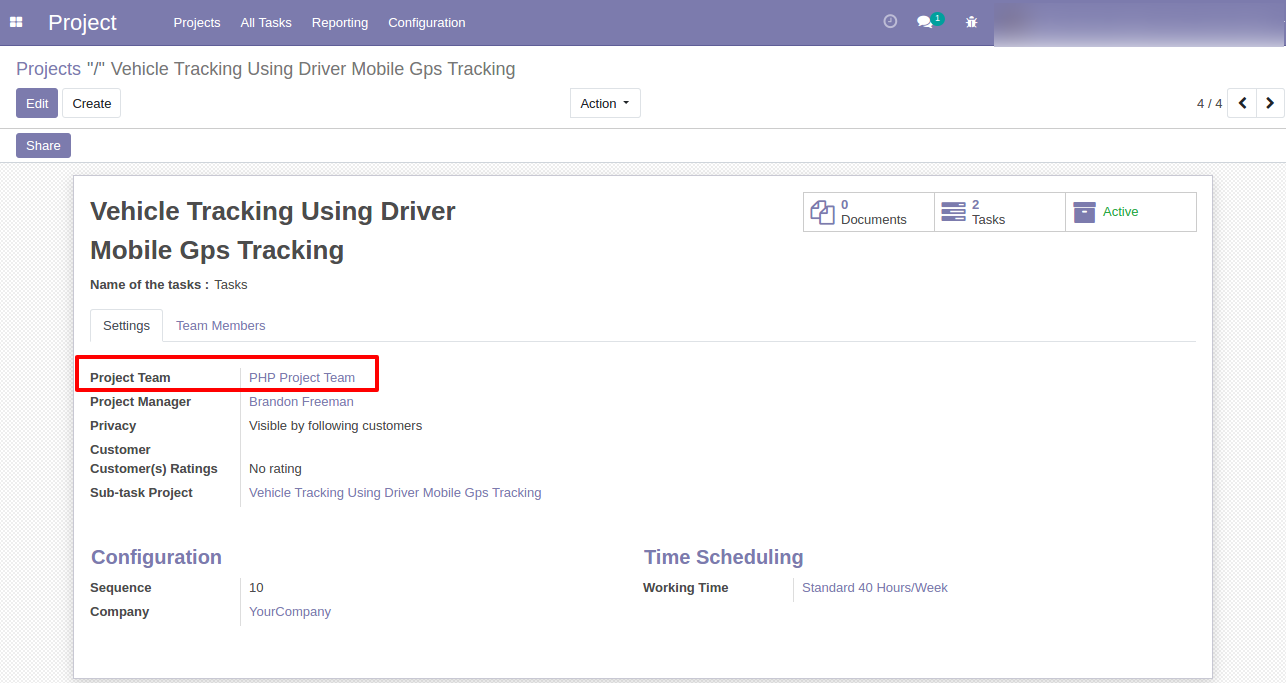 Project Projects All Tasks Reporting Configuration 1
Projects "/" Vehicle Tracking Using Driver Mobile Gps Tracking
Edit Create Action 4 / 4
Share
Vehicle Tracking Using Driver
Mobile Gps Tracking
0 Documents
2 Tasks
Active
Name of the tasks : Tasks
Settings Team Members
Project Team PHP Project Team
Project Manager Brandon Freeman
Privacy Visible by following customers
Customer
Customer(s) Ratings No rating
Sub-task Project Vehicle Tracking Using Driver Mobile Gps Tracking
Configuration
Sequence 10
Company YourCompany
Time Scheduling
Working Time Standard 40 Hours/Week